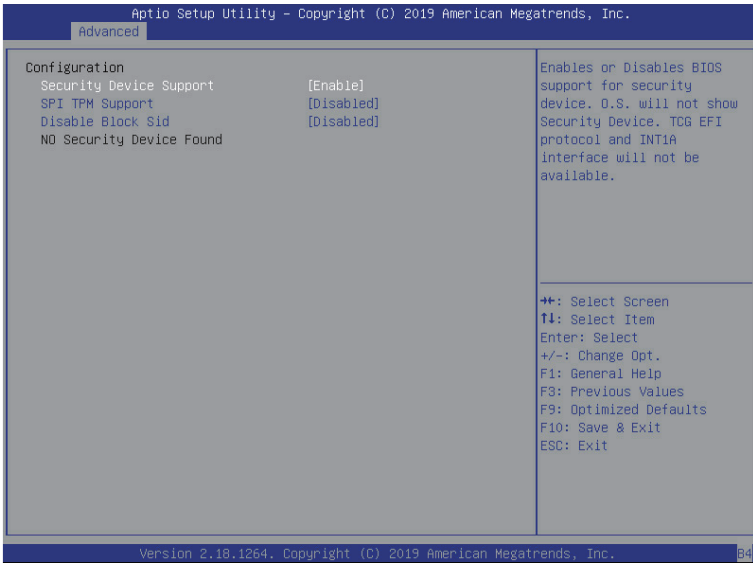 Aptio Setup Utility – Copyright (C) 2019 American Megatrends, Inc.
Advanced
Configuration
Security Device Support [Enable]
SPI TPM Support [Disabled]
Disable Block Sid [Disabled]
NO Security Device Found
Enables or Disables BIOS
support for security
device. O.S. will not show
Security Device. TCG EFI
protocol and INT1A
interface will not be
available.
→←: Select Screen
↑↓: Select Item
Enter: Select
+/-: Change Opt.
F1: General Help
F3: Previous Values
F9: Optimized Defaults
F10: Save & Exit
ESC: Exit
Version 2.18.1264. Copyright (C) 2019 American Megatrends, Inc.
B4